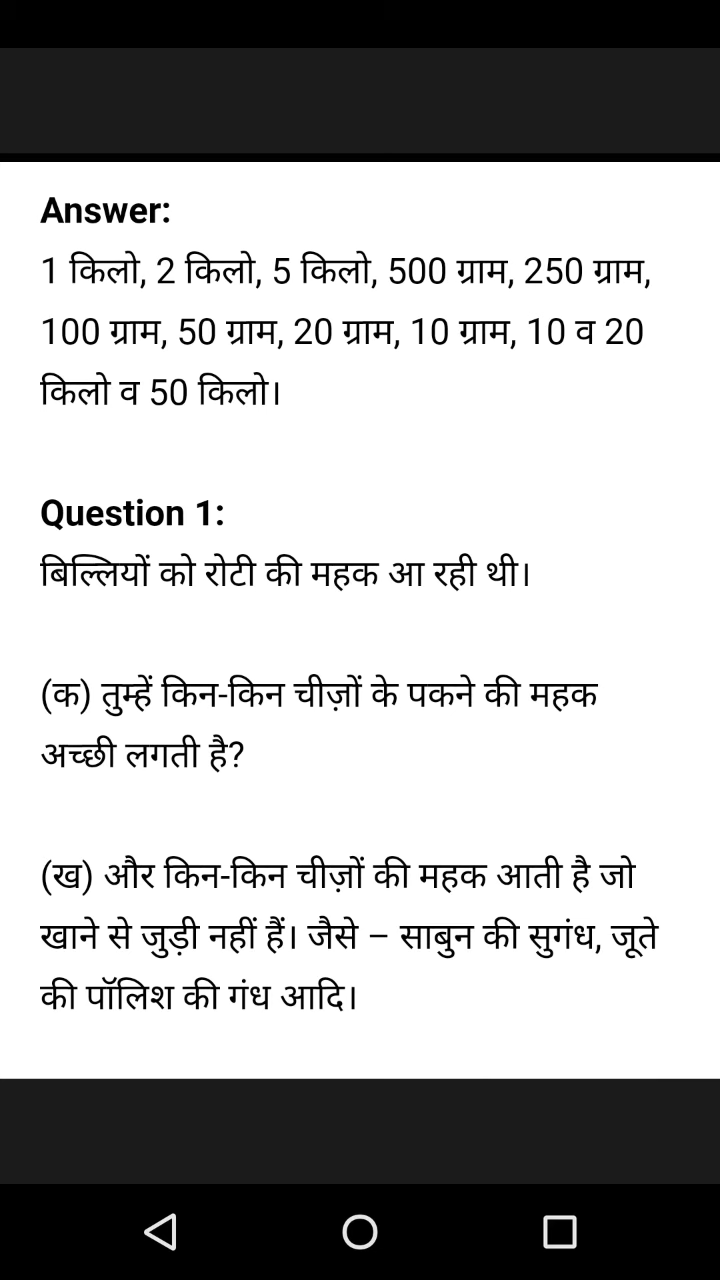 Answer:
1 किलो, 2 किलो, 5 किलो, 500 ग्राम, 250 ग्राम,
100 ग्राम, 50 ग्राम, 20 ग्राम, 10 ग्राम, 10 व 20
किलो व 50 किलो।
Question 1:
बिल्लियों को रोटी की महक आ रही थी।
(क) तुम्हें किन-किन चीज़ों के पकने की महक
अच्छी लगती है?
(ख) और किन-किन चीज़ों की महक आती है जो
खाने से जुड़ी नहीं हैं। जैसे – साबुन की सुगंध, जूते
की पॉलिश की गंध आदि।